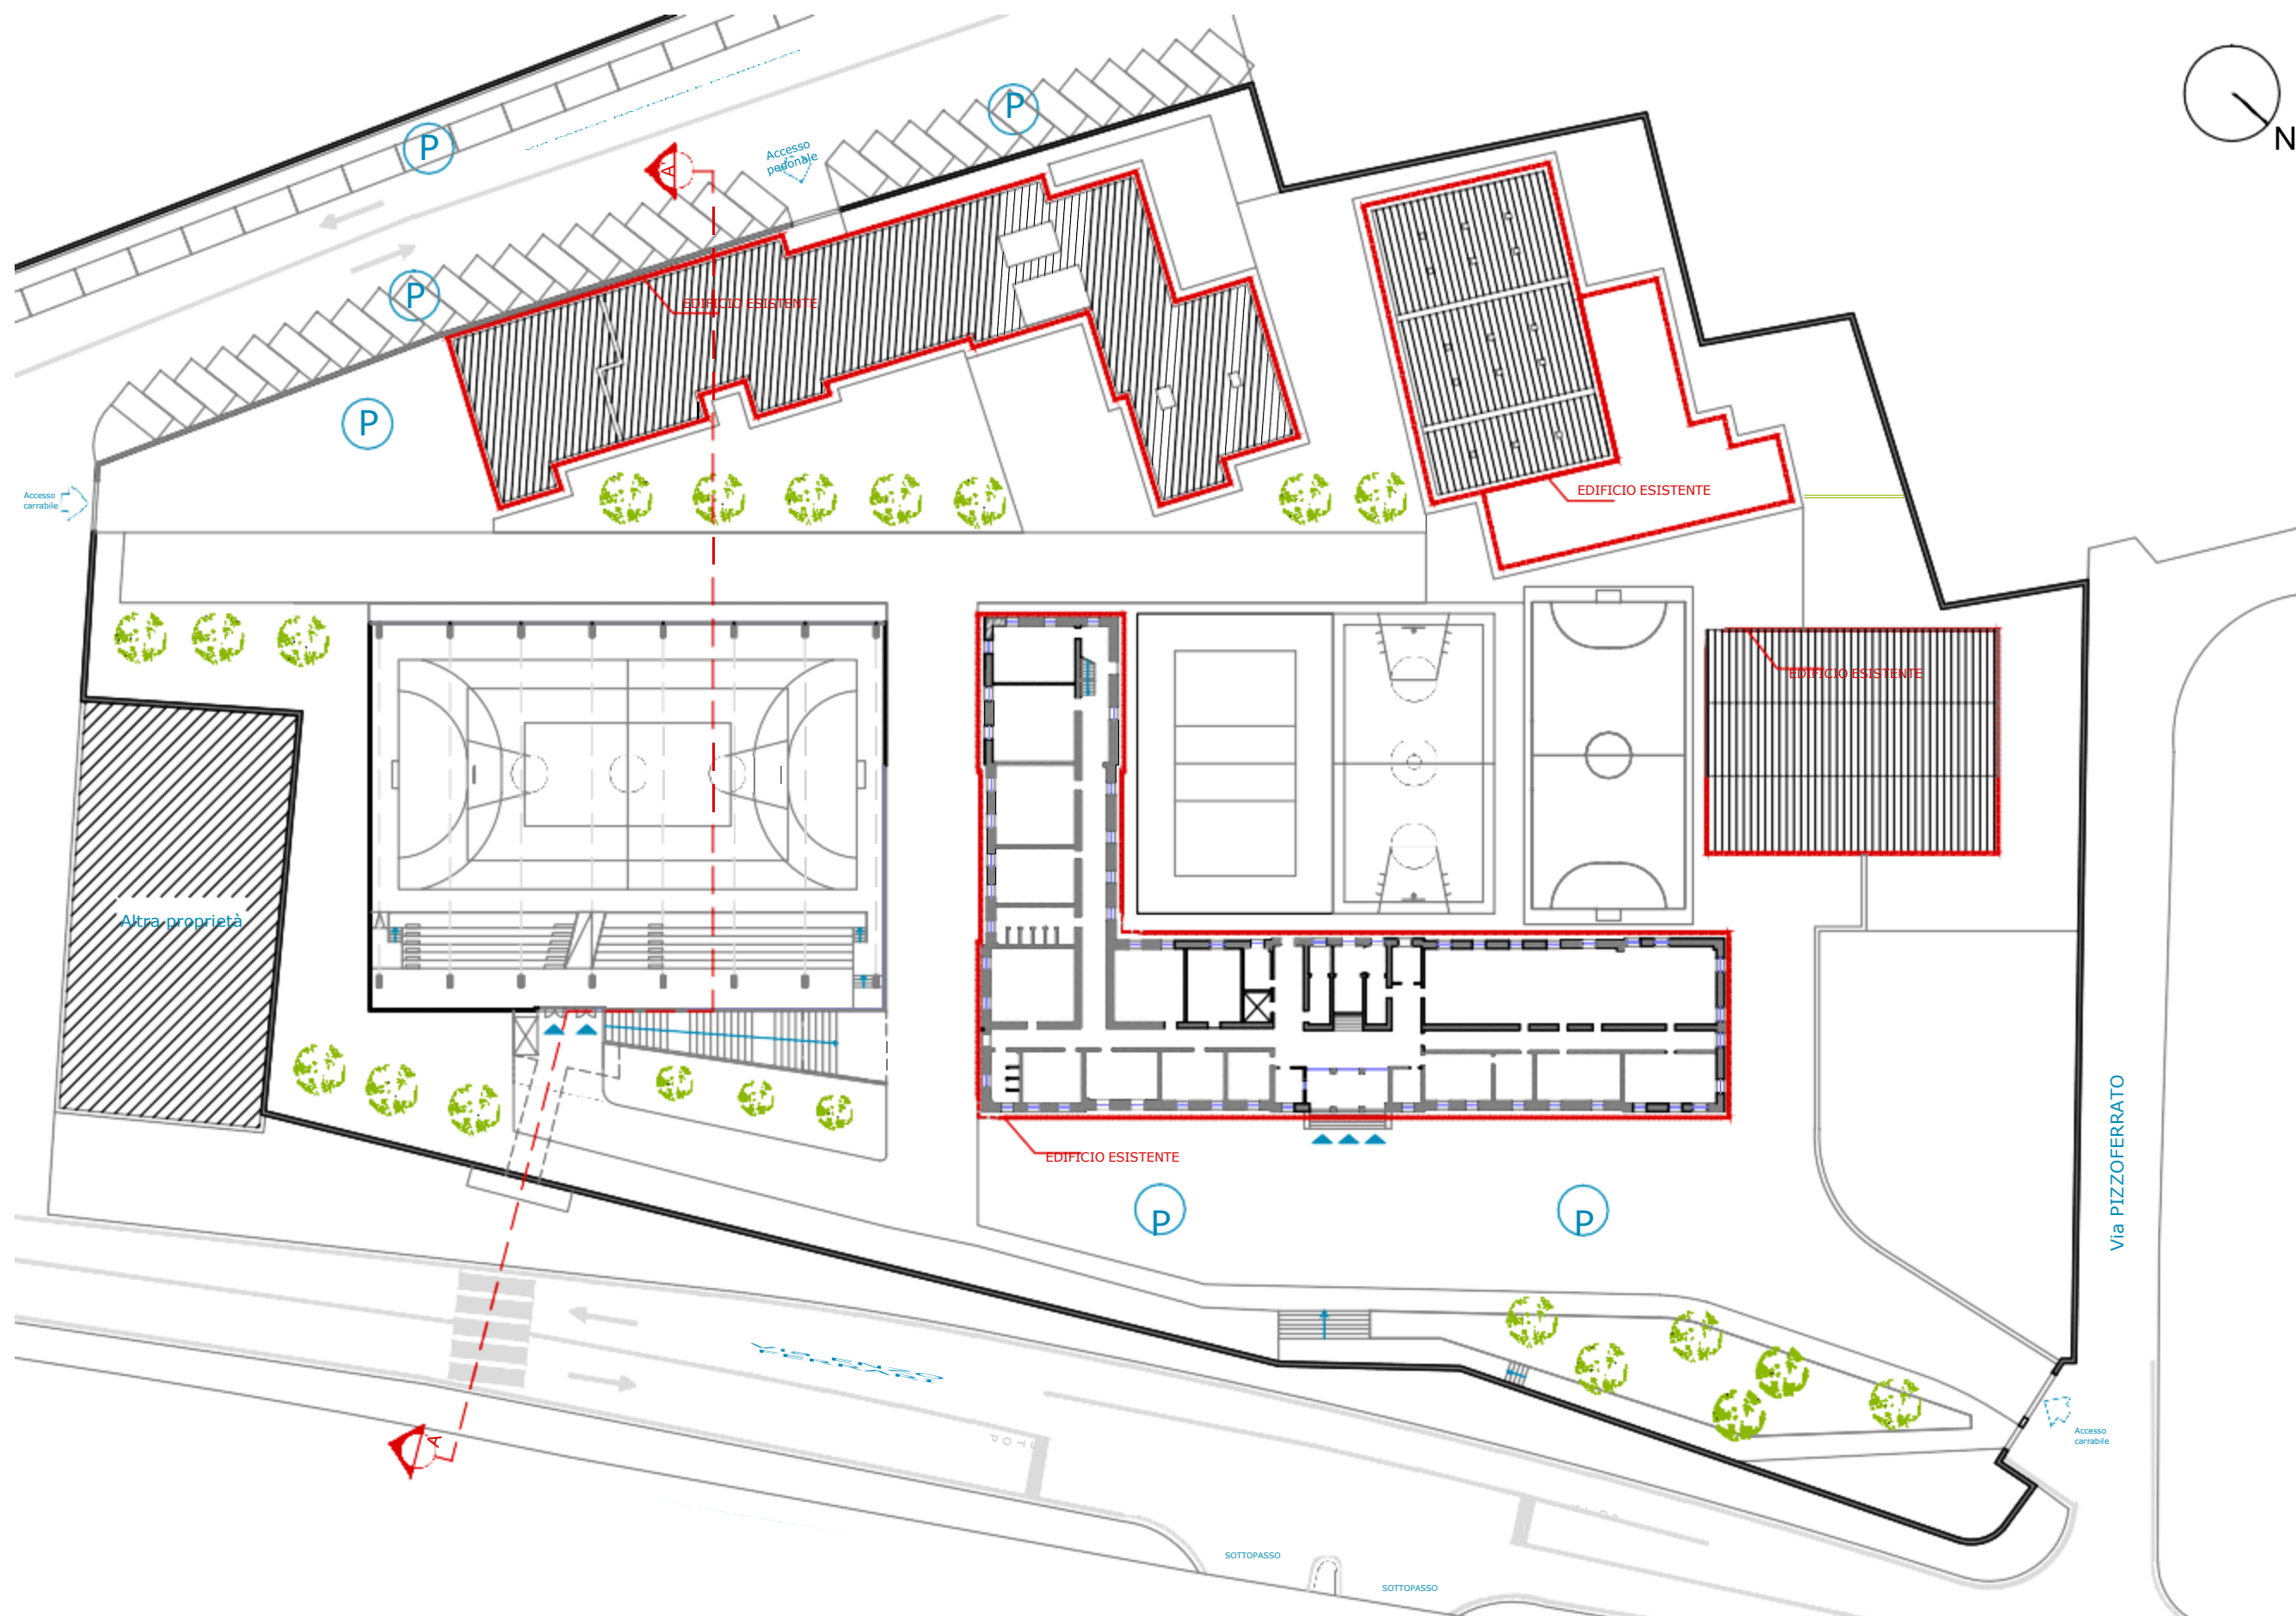 P
P
N
Accesso
pedonale
A'
P
EDIFICIO ESISTENTE
P
Accesso
carrabile
EDIFICIO ESISTENTE
EDIFICIO ESISTENTE
Altra proprietà
EDIFICIO ESISTENTE
P
P
Via PIZZOFERRATO
A
Accesso
carrabile
STOP
SOTTOPASSO
SOTTOPASSO